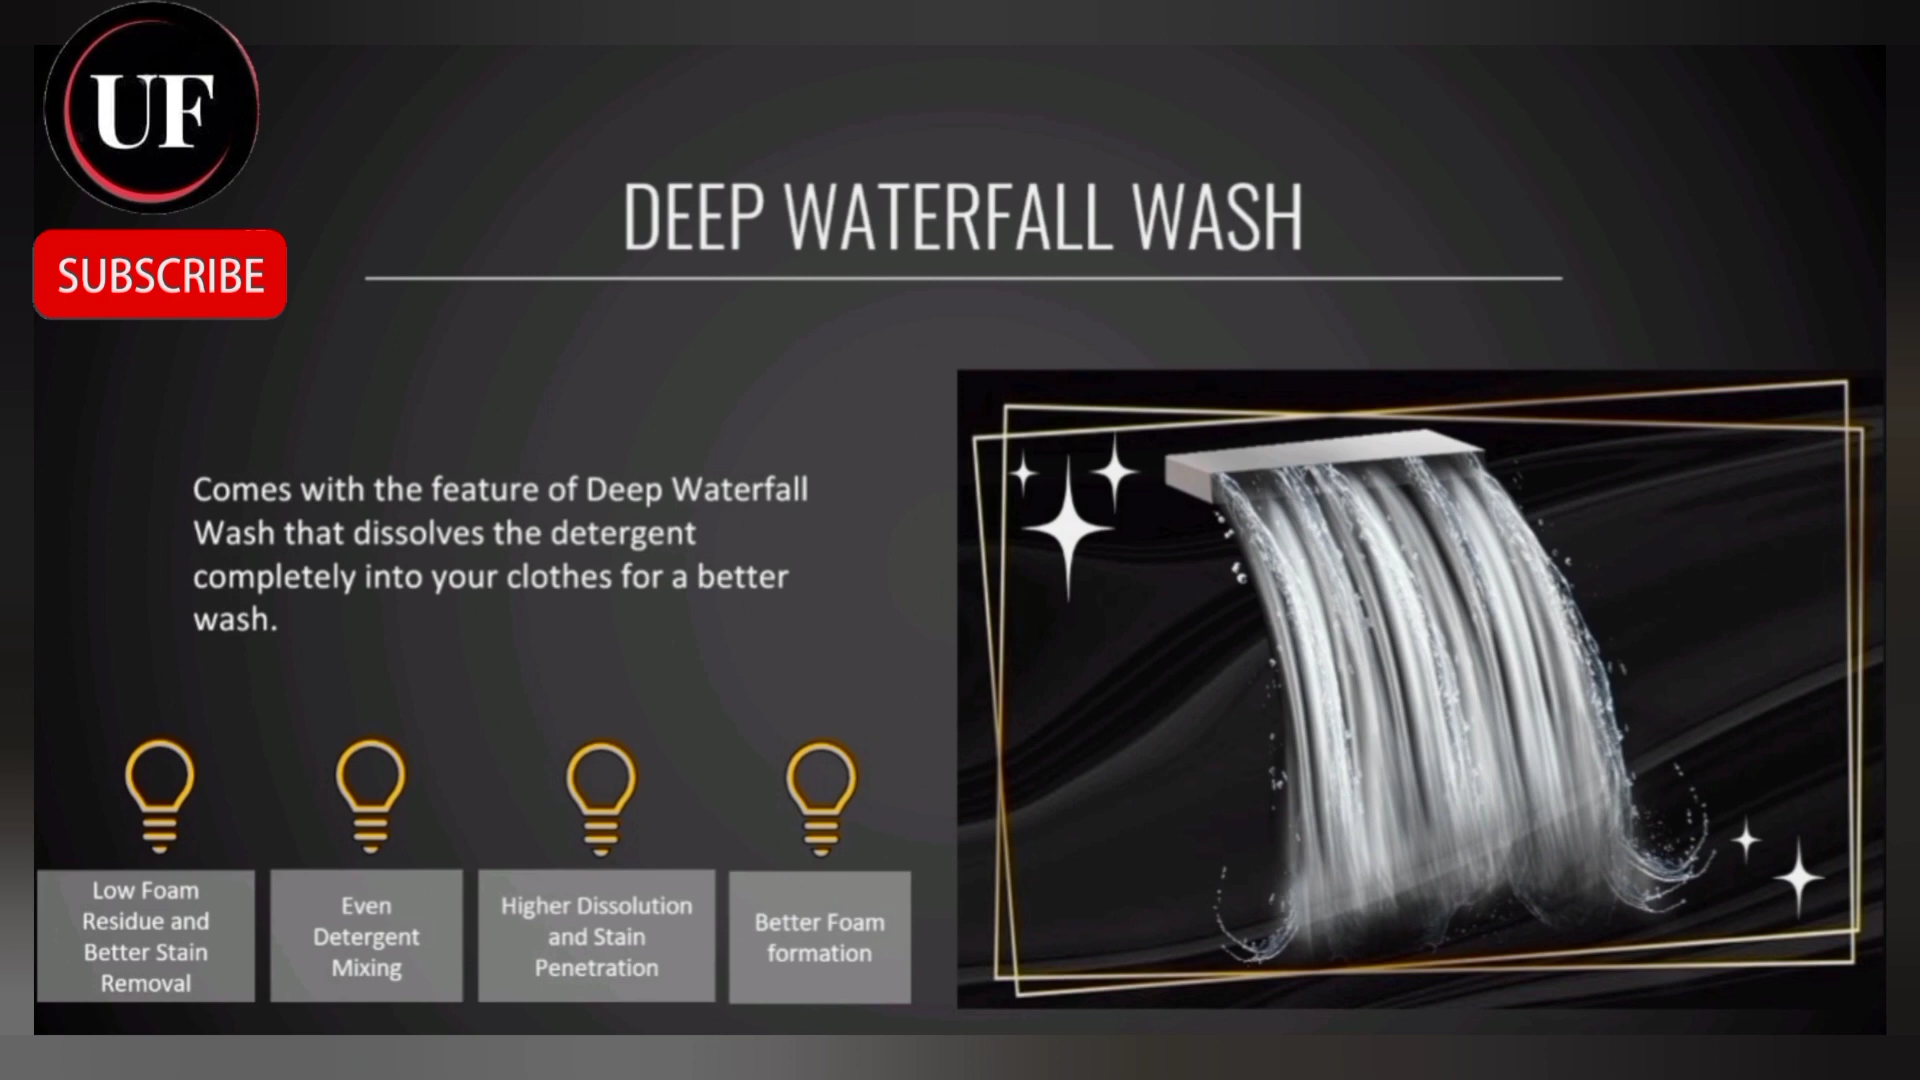 UF
SUBSCRIBE
DEEP WATERFALL WASH
Comes with the feature of Deep Waterfall
Wash that dissolves the detergent
completely into your clothes for a better
wash.
Low Foam
Residue and
Better Stain
Removal
Even
Detergent
Mixing
Higher Dissolution
and Stain
Penetration
Better Foam
formation